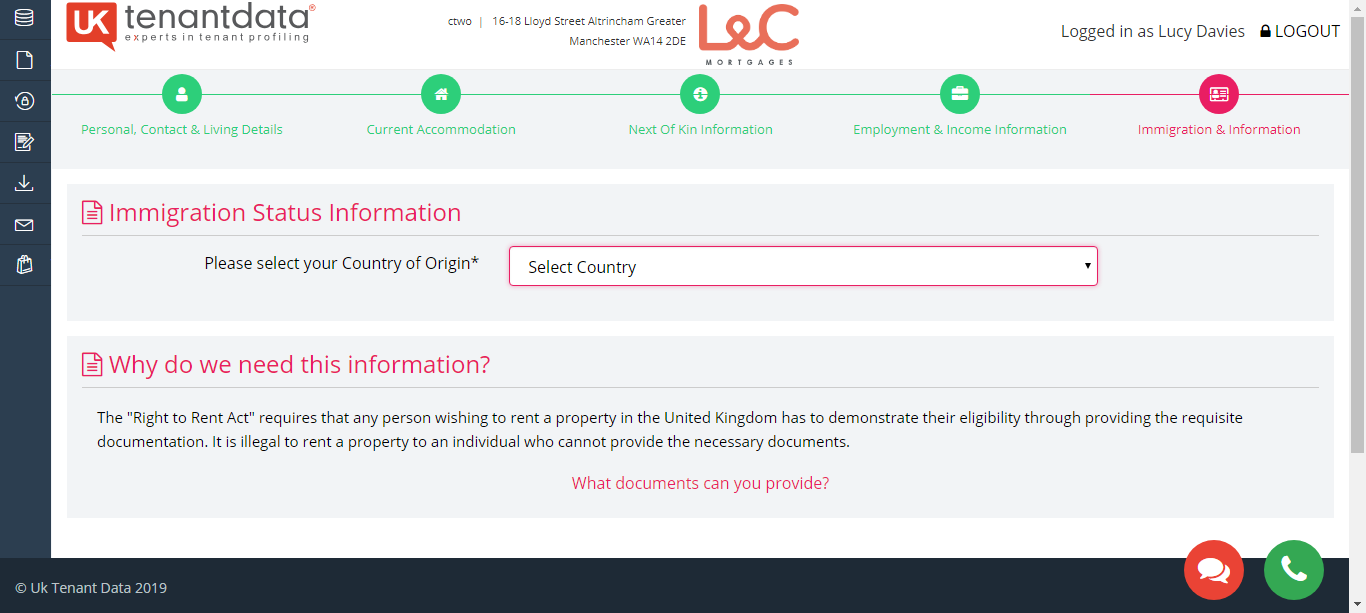 UK tenantdata®
experts in tenant profiling
ctwo | 16-18 Lloyd Street Altrincham Greater
Manchester WA14 2DE
L&C
MORTGAGES
Logged in as Lucy Davies LOGOUT
Personal, Contact & Living Details
Current Accommodation
Next Of Kin Information
Employment & Income Information
Immigration & Information
Immigration Status Information
Please select your Country of Origin*
Select Country
Why do we need this information?
The "Right to Rent Act" requires that any person wishing to rent a property in the United Kingdom has to demonstrate their eligibility through providing the requisite
documentation. It is illegal to rent a property to an individual who cannot provide the necessary documents.
What documents can you provide?
© Uk Tenant Data 2019